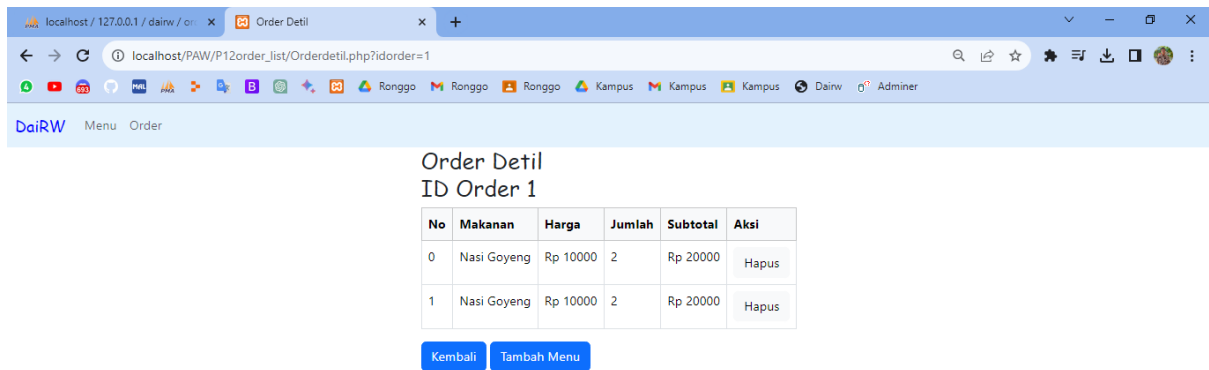 localhost / 127.0.0.1 / dairw / or
Order Detil
localhost/PAW/P12order_list/Orderdetil.php?idorder=1
693
MAIL
PMA
B
Ronggo
Ronggo
Ronggo
Kampus
Kampus
Kampus
Dairw
Adminer
DaiRW Menu Order
Order Detil
ID Order 1
No Makanan Harga Jumlah Subtotal Aksi
0 Nasi Goyeng Rp 10000 2 Rp 20000 Hapus
1 Nasi Goyeng Rp 10000 2 Rp 20000 Hapus
Kembali Tambah Menu